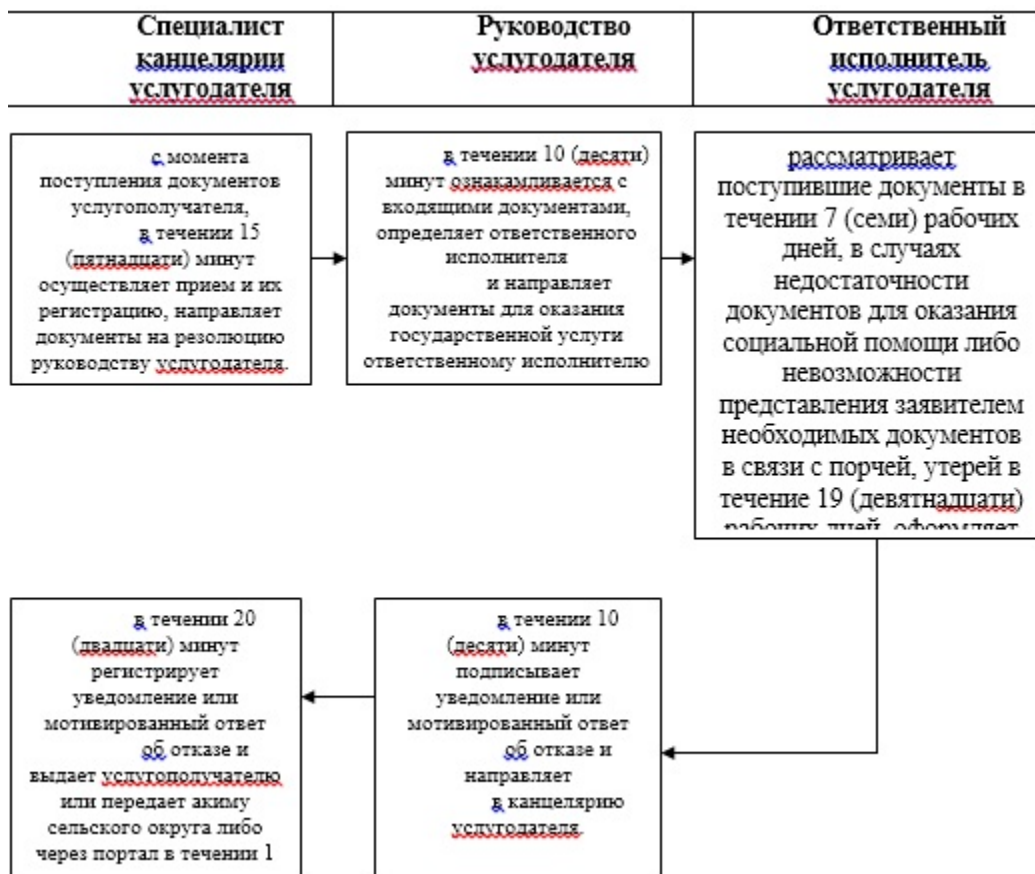 Специалист
канцелярии
услугодателя
Руководство
услугодателя
Ответственный
исполнитель
услугодателя
с момента
поступления документов
услугополучателя,
в течении 15
(пятнадцати) минут
осуществляет прием и их
регистрацию, направляет
документы на резолюцию
руководству услугодателя.
в течении 10 (десяти)
минут ознакамливается с
входящими документами,
определяет ответственного
исполнителя
и направляет
документы для оказания
государственной услуги
ответственному исполнителю
рассматривает
поступившие документы в
течении 7 (семи) рабочих
дней, в случаях
недостаточности
документов для оказания
социальной помощи либо
невозможности
представления заявителем
необходимых документов
в связи с порчей, утерей в
течение 19 (девятнадцати)
рабочих дней, оформляет
в течении 10
(десяти) минут
подписывает
уведомление или
мотивированный ответ
об отказе и
направляет
в канцелярию
услугодателя.
в течении 20
(двадцати) минут
регистрирует
уведомление или
мотивированный ответ
об отказе и
выдает услугополучателю
или передает акиму
сельского округа либо
через портал в течении 1